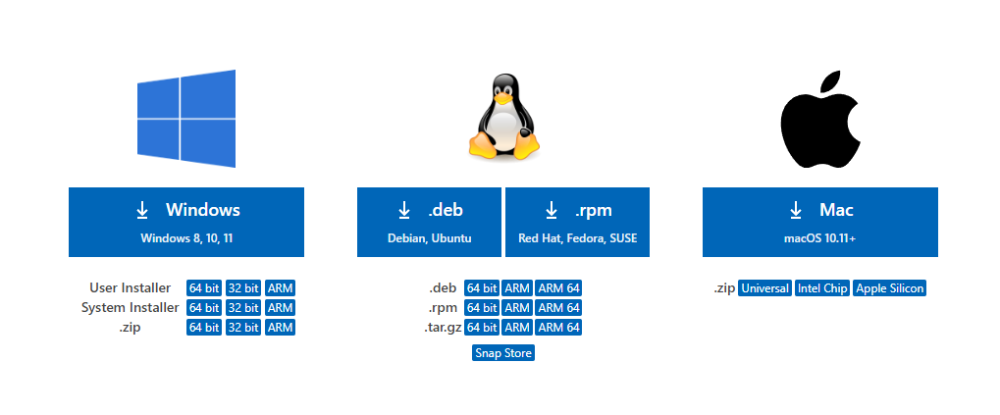 Windows
Windows 8, 10, 11
User Installer 64 bit 32 bit ARM
System Installer 64 bit 32 bit ARM
.zip 64 bit 32 bit ARM
.deb
Debian, Ubuntu
.rpm
Red Hat, Fedora, SUSE
.deb 64 bit ARM ARM 64
.rpm 64 bit ARM ARM 64
.tar.gz 64 bit ARM ARM 64
Snap Store
Mac
macOS 10.11+
.zip Universal Intel Chip Apple Silicon